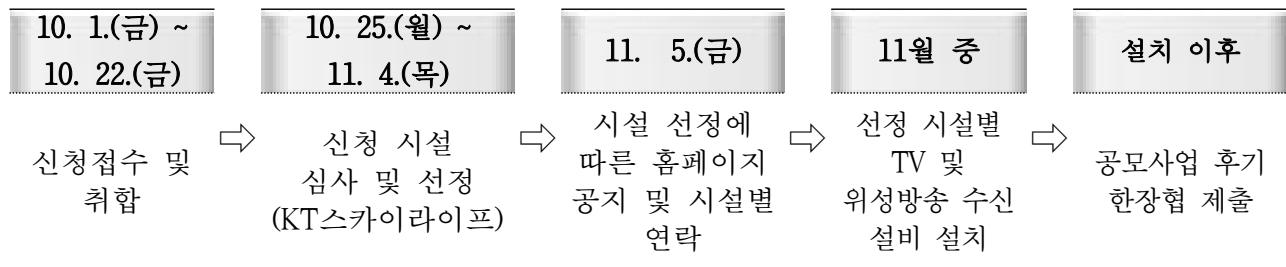 10. 1.(금) ~
10. 22.(금)
신청접수 및
취합
⇨
10. 25.(월) ~
11. 4.(목)
신청 시설
심사 및 선정
(KT스카이라이프)
⇨
11. 5.(금)
시설 선정에
따른 홈페이지
공지 및 시설별
연락
⇨
11월 중
선정 시설별
TV 및
위성방송 수신
설비 설치
⇨
설치 이후
공모사업 후기
한장협 제출